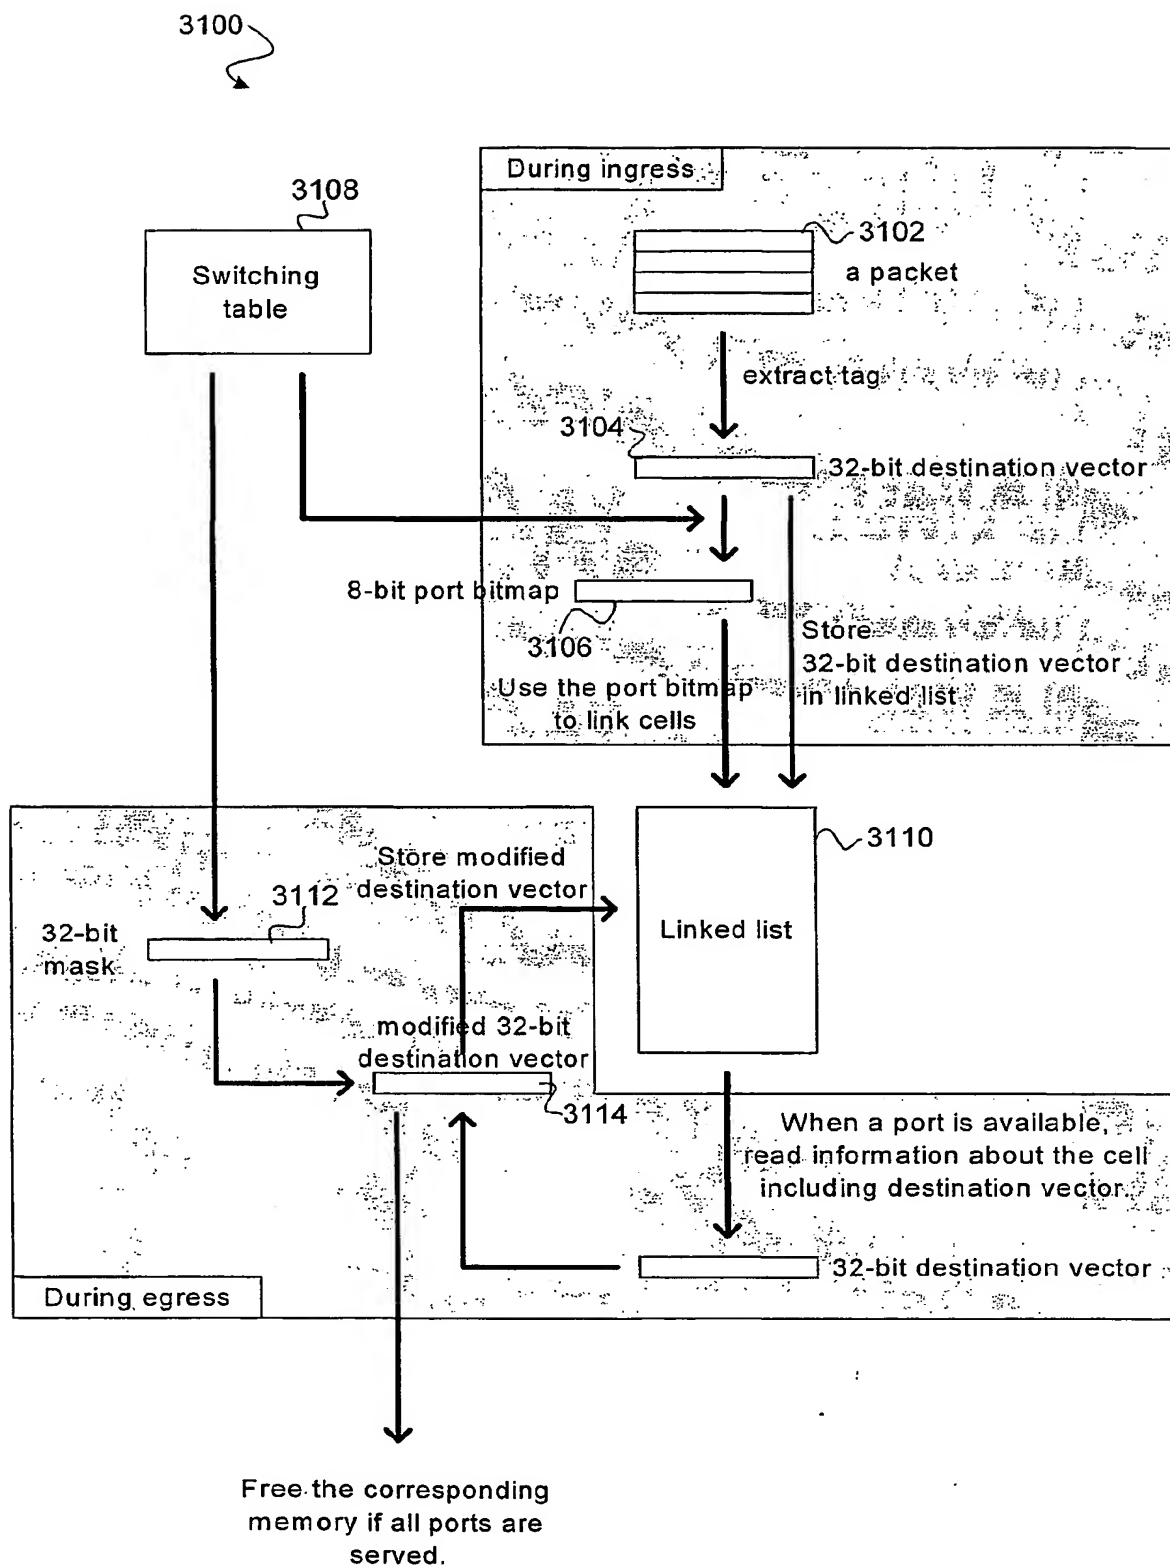 3100
During ingress
3108
3102
Switching
table
a packet
extract tag
3104
32-bit destination vector
8-bit port bitmap
3106
Store
32-bit destination vector
in linked list
Use the port bitmap
to link cells
3110
Store modified
destination vector
3112
32-bit
mask
Linked list
modified 32-bit
destination vector
3114
When a port is available,
read information about the cell
including destination vector.
32-bit destination vector
During egress
Free the corresponding
memory if all ports are
served.